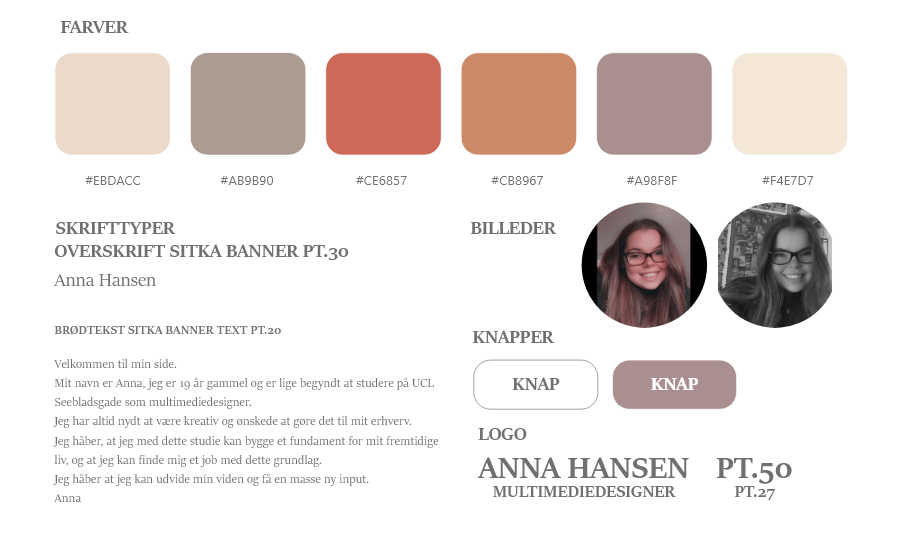 FARVER
#EBDACC #AB9B90 #CE6857 #CB8967 #A98F8F #F4E7D7
SKRIFTTYPER
OVERSKRIFT SITKA BANNER PT.30
Anna Hansen
BRØDTEKST SITKA BANNER TEXT PT.20
Velkommen til min side.
Mit navn er Anna, jeg er 19 år gammel og er lige begyndt at studere på UCL
Seebladsgade som multimediedesigner.
Jeg har altid nydt at være kreativ og ønskede at gøre det til mit erhverv.
Jeg håber, at jeg med dette studie kan bygge et fundament for mit fremtidige
liv, og at jeg kan finde mig et job med dette grundlag.
Jeg håber at jeg kan udvide min viden og få en masse ny input.
Anna
BILLEDER
KNAPPER
KNAP KNAP
LOGO
ANNA HANSEN PT.50
MULTIMEDIEDESIGNER PT.27